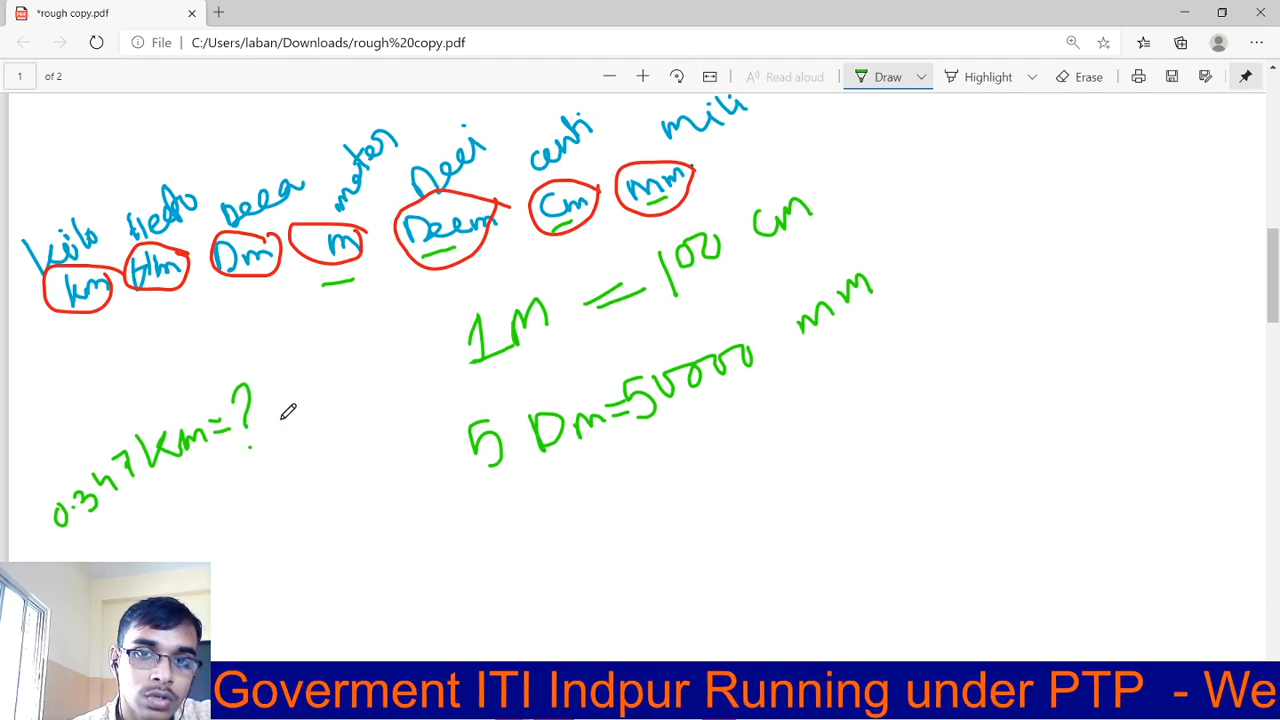 *rough copy.pdf
File C:/Users/laban/Downloads/rough%20copy.pdf
1 of 2 Read aloud Draw Highlight Erase
kilo Hecto Deca meter Deci centi mili
km Hm Dm m Decm Cm Mm
1M = 100 cm
5 Dm=50000 mm
0.347Km=?
Goverment ITI Indpur Running under PTP - We